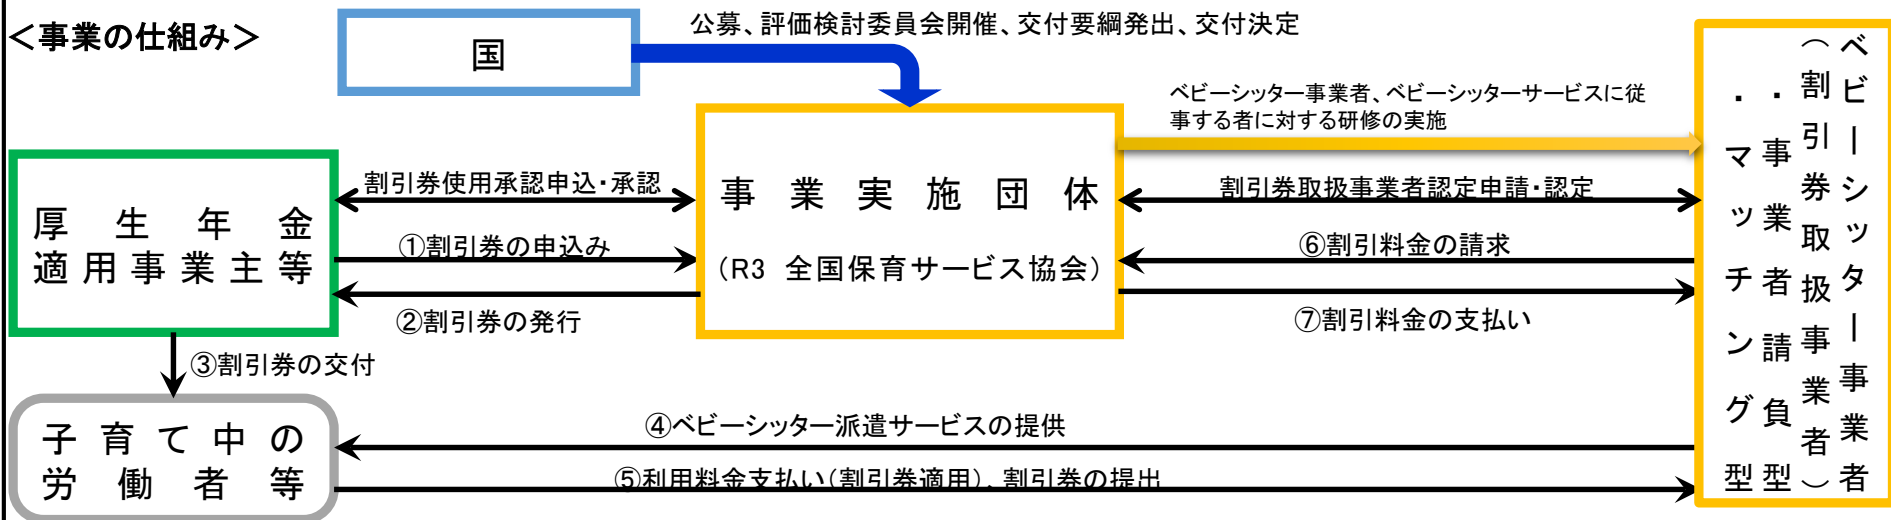 ＜事業の仕組み＞
国
公募、評価検討委員会開催、交付要綱発出、交付決定
ベビーシッター事業者、ベビーシッターサービスに従
事する者に対する研修の実施
厚生年金
適用事業主等
割引券使用承認申込・承認
①割引券の申込み
②割引券の発行
事業実施団体
（R3 全国保育サービス協会）
割引券取扱事業者認定申請・認定
⑥割引料金の請求
⑦割引料金の支払い
ベビーシッター事業者
（割引券取扱事業者）
・事業者請負型
・マッチング型
③割引券の交付
子育て中の
労働者等
④ベビーシッター派遣サービスの提供
⑤利用料金支払い（割引券適用）、割引券の提出